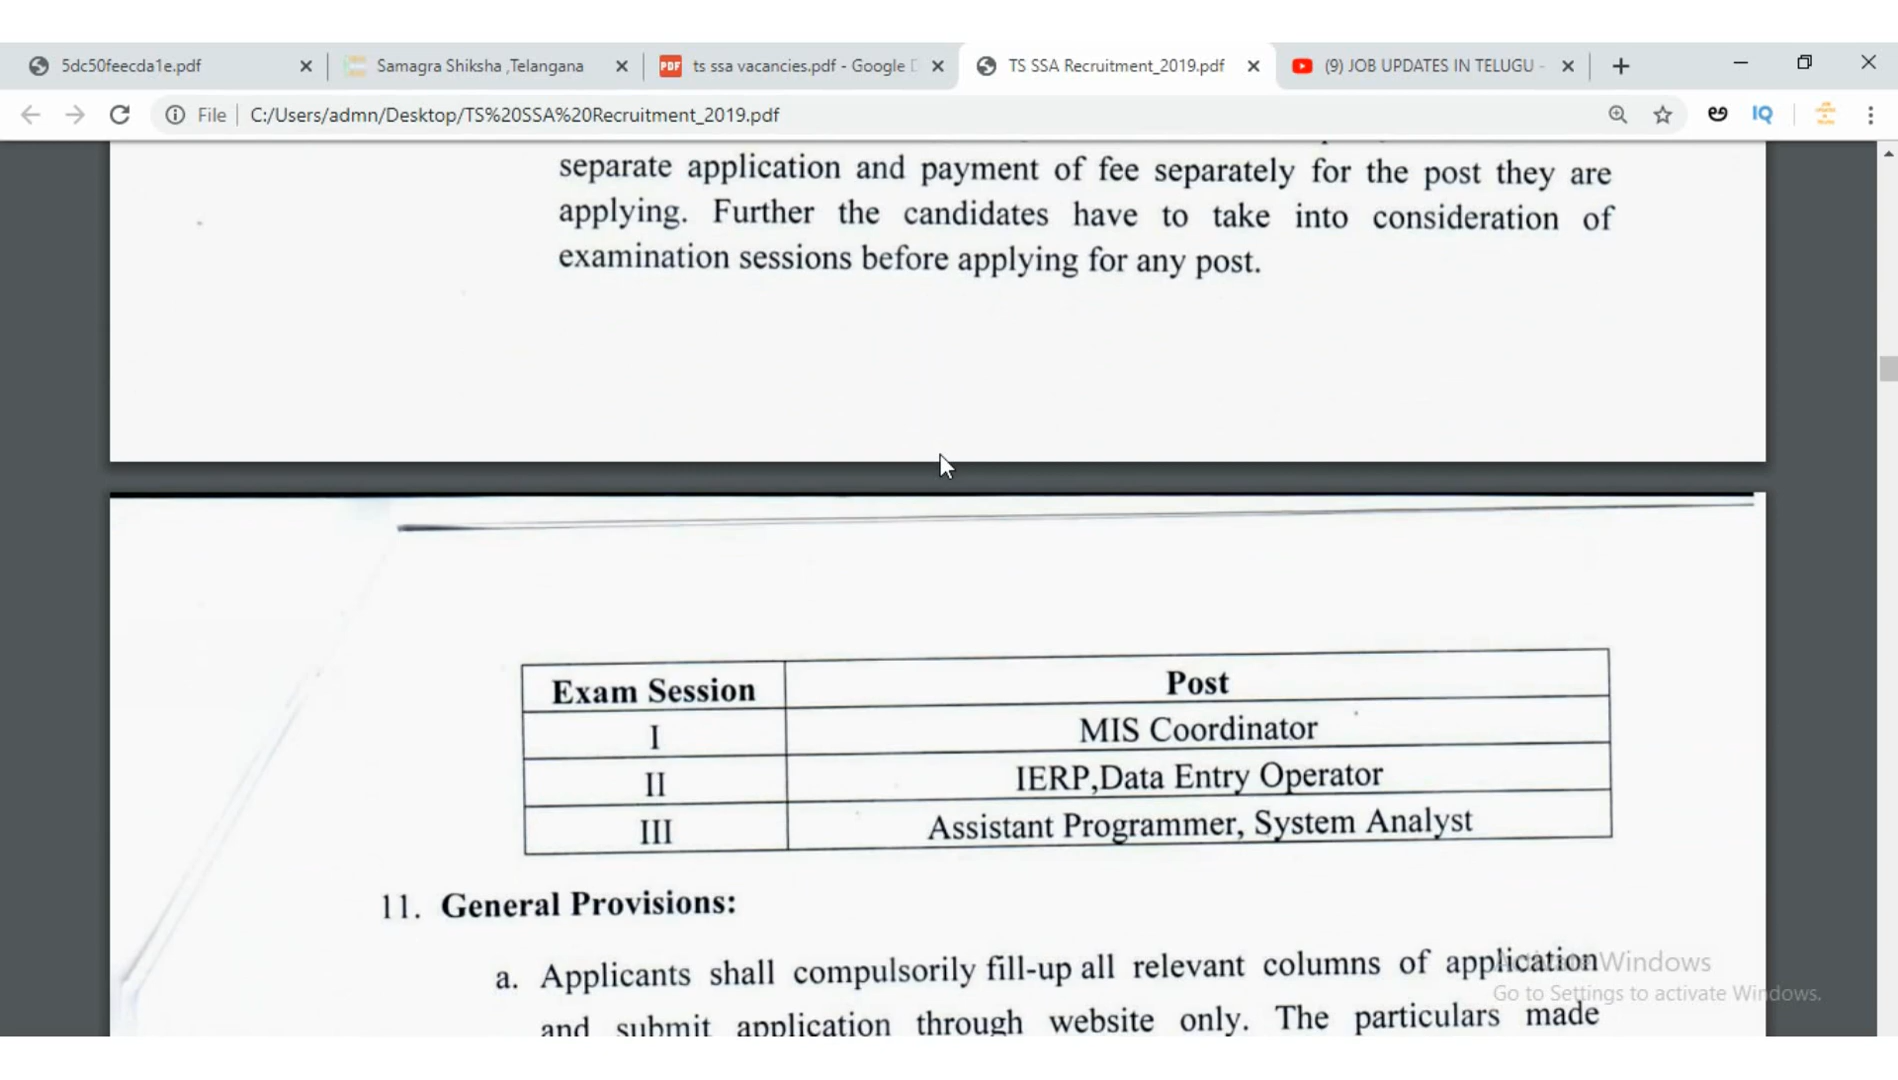 5dc50feecda1e.pdf
Samagra Shiksha ,Telangana
PDF ts ssa vacancies.pdf - Google D
TS SSA Recruitment_2019.pdf
(9) JOB UPDATES IN TELUGU -
File C:/Users/admn/Desktop/TS%20SSA%20Recruitment_2019.pdf
IQ
separate application and payment of fee separately for the post they are
applying. Further the candidates have to take into consideration of
examination sessions before applying for any post.
Exam Session Post
I MIS Coordinator
II IERP,Data Entry Operator
III Assistant Programmer, System Analyst
11. General Provisions:
a. Applicants shall compulsorily fill-up all relevant columns of application
and submit application through website only. The particulars made
Activate Windows
Go to Settings to activate Windows.